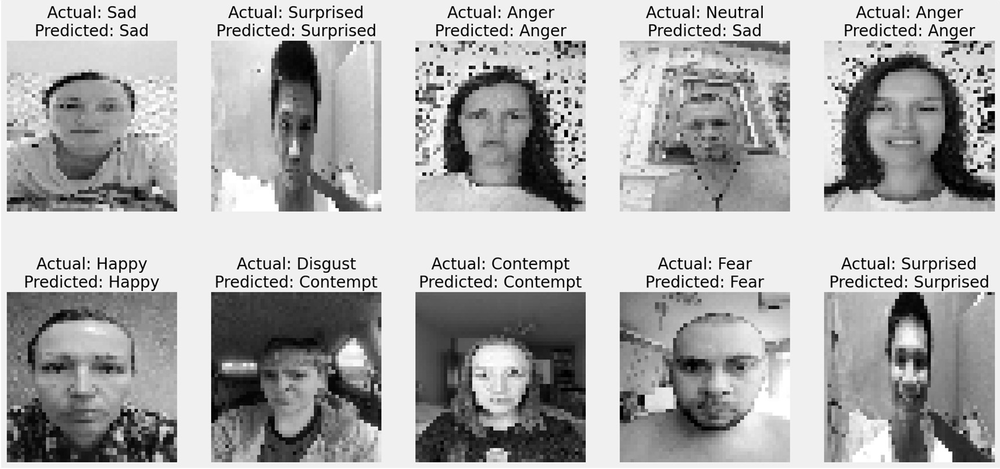 Actual: Sad
Predicted: Sad
Actual: Surprised
Predicted: Surprised
Actual: Anger
Predicted: Anger
Actual: Neutral
Predicted: Sad
Actual: Anger
Predicted: Anger
Actual: Happy
Predicted: Happy
Actual: Disgust
Predicted: Contempt
Actual: Contempt
Predicted: Contempt
Actual: Fear
Predicted: Fear
Actual: Surprised
Predicted: Surprised